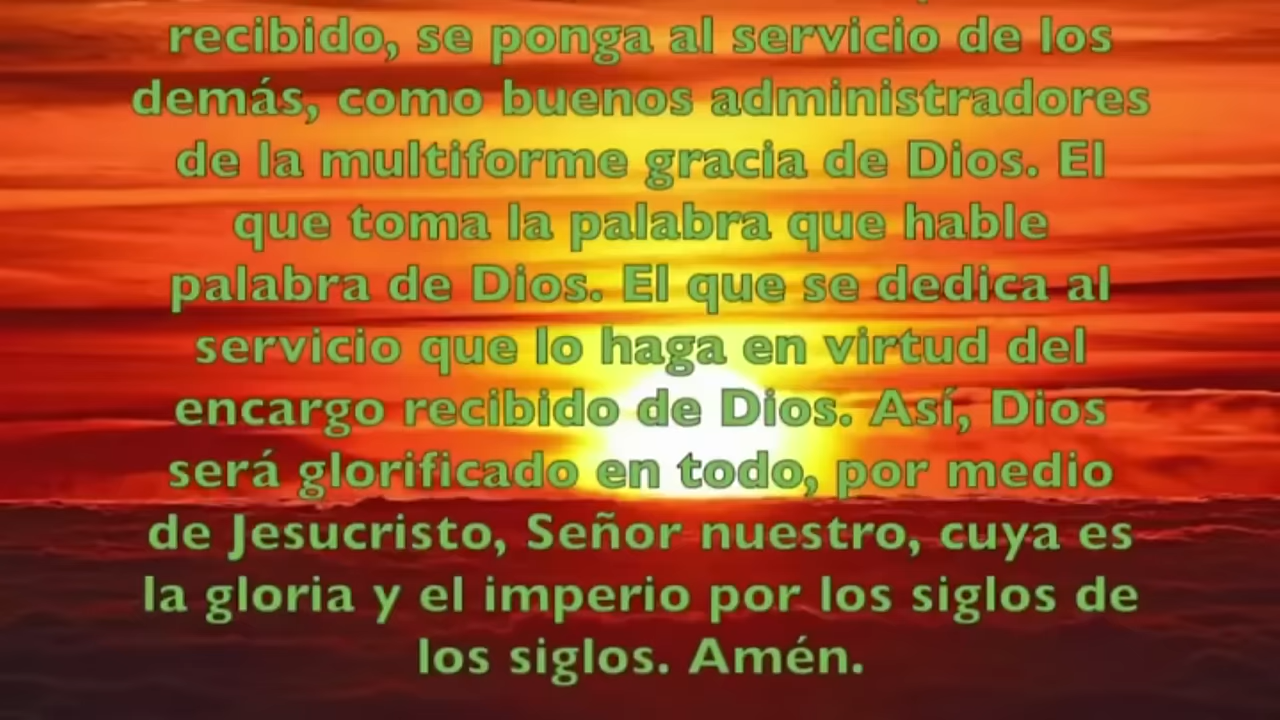 recibido, se ponga al servicio de los
demás, como buenos administradores
de la multiforme gracia de Dios. El
que toma la palabra que hable
palabra de Dios. El que se dedica al
servicio que lo haga en virtud del
encargo recibido de Dios. Así, Dios
será glorificado en todo, por medio
de Jesucristo, Señor nuestro, cuya es
la gloria y el imperio por los siglos de
los siglos. Amén.